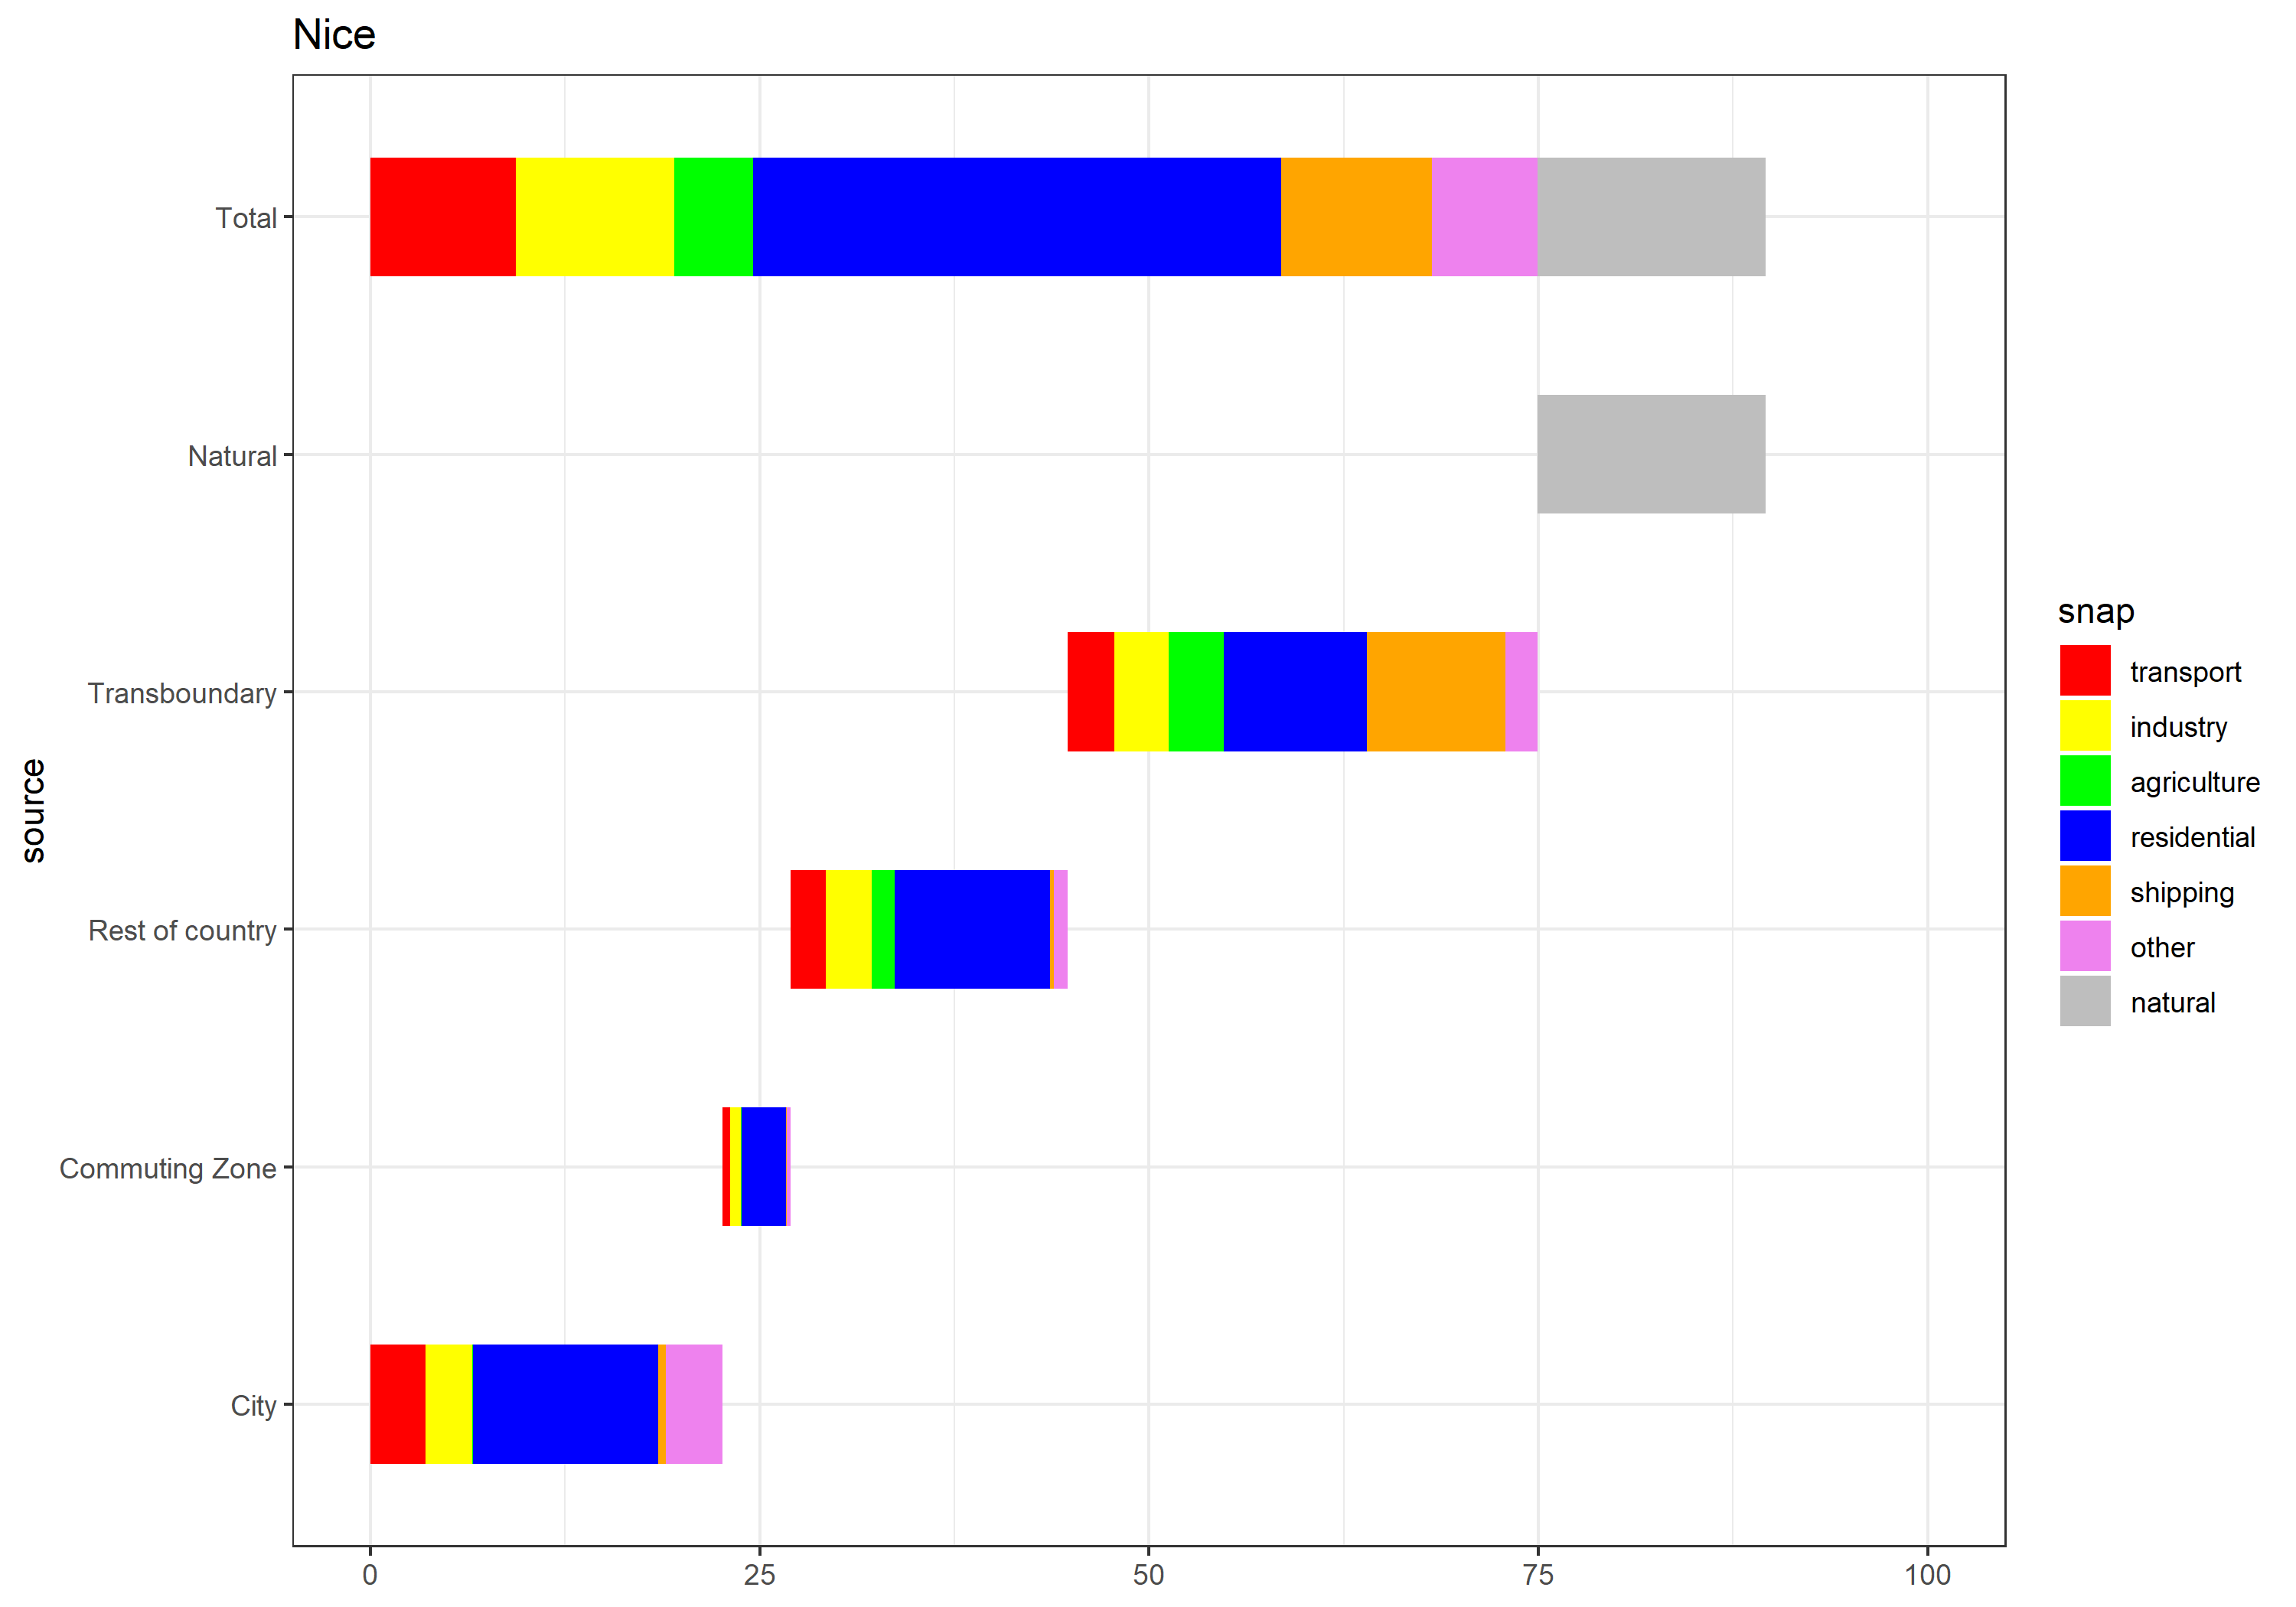 Nice
Total
Natural
Transboundary
Rest of country
Commuting Zone
City
source
0 25 50 75 100
snap
transport
industry
agriculture
residential
shipping
other
natural